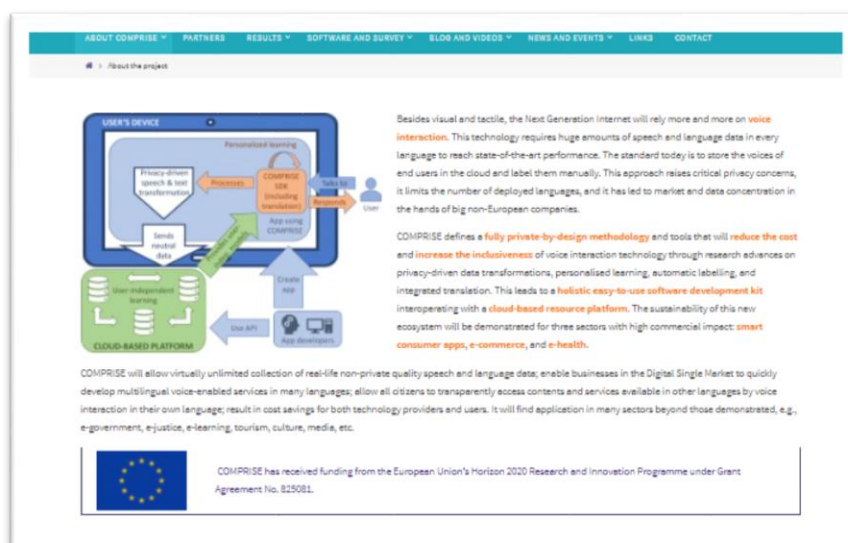 ABOUT COMPRISE PARTNERS RESULTS SOFTWARE AND SURVEY BLOG AND VIDEOS NEWS AND EVENTS LINKS CONTACT
> About the project
USER'S DEVICE
Personalised learning
Privacy-driven
speech & text
transformation
Processes
COMPRISE
SDK
(including
translation)
Talks to
Responds
User
App using
COMPRISE
Sends
neutral
data
User-independent
learning
Create
App
Use API
App developers
CLOUD-BASED PLATFORM
Besides visual and tactile, the Next Generation Internet will rely more and more on voice
interaction. This technology requires huge amounts of speech and language data in every
language to reach state-of-the-art performance. The standard today is to store the voices of
end users in the cloud and label them manually. This approach raises critical privacy concerns,
it limits the number of deployed languages, and it has led to market and data concentration in
the hands of big non-European companies.
COMPRISE defines a fully private-by-design methodology and tools that will reduce the cost
and increase the inclusiveness of voice interaction technology through research advances on
privacy-driven data transformations, personalised learning, automatic labelling, and
integrated translation. This leads to a holistic easy-to-use software development kit
interoperating with a cloud-based resource platform. The sustainability of this new
ecosystem will be demonstrated for three sectors with high commercial impact: smart
consumer apps, e-commerce, and e-health.
COMPRISE will allow virtually unlimited collection of real-life non-private quality speech and language data; enable businesses in the Digital Single Market to quickly
develop multilingual voice-enabled services in many languages; allow all citizens to transparently access contents and services available in other languages by voice
interaction in their own language; result in cost savings for both technology providers and users. It will find application in many sectors beyond those demonstrated, e.g.,
e-government, e-justice, e-learning, tourism, culture, media, etc.
COMPRISE has received funding from the European Union's Horizon 2020 Research and Innovation Programme under Grant
Agreement No. 825081.